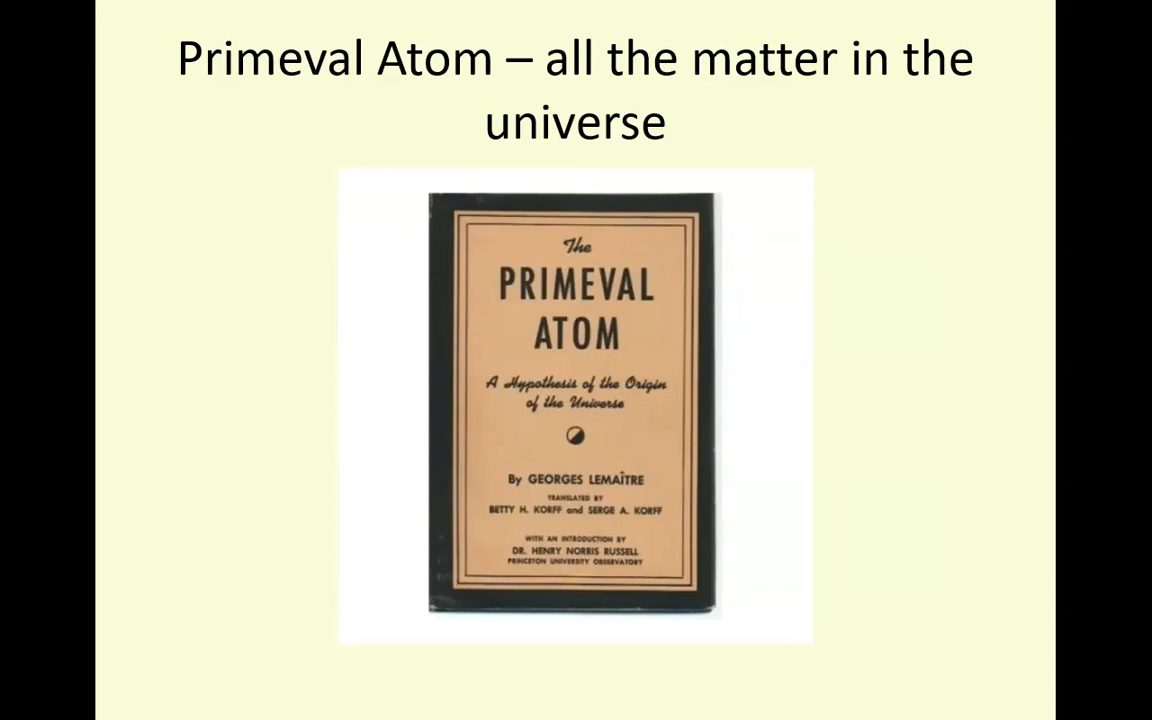 Primeval Atom – all the matter in the
universe
The
PRIMEVAL
ATOM
A Hypothesis of the Origin
of the Universe
By GEORGES LEMAÎTRE
TRANSLATED BY
BETTY H. KORFF and SERGE A. KORFF
WITH AN INTRODUCTION BY
DR. HENRY NORRIS RUSSELL
PRINCETON UNIVERSITY OBSERVATORY